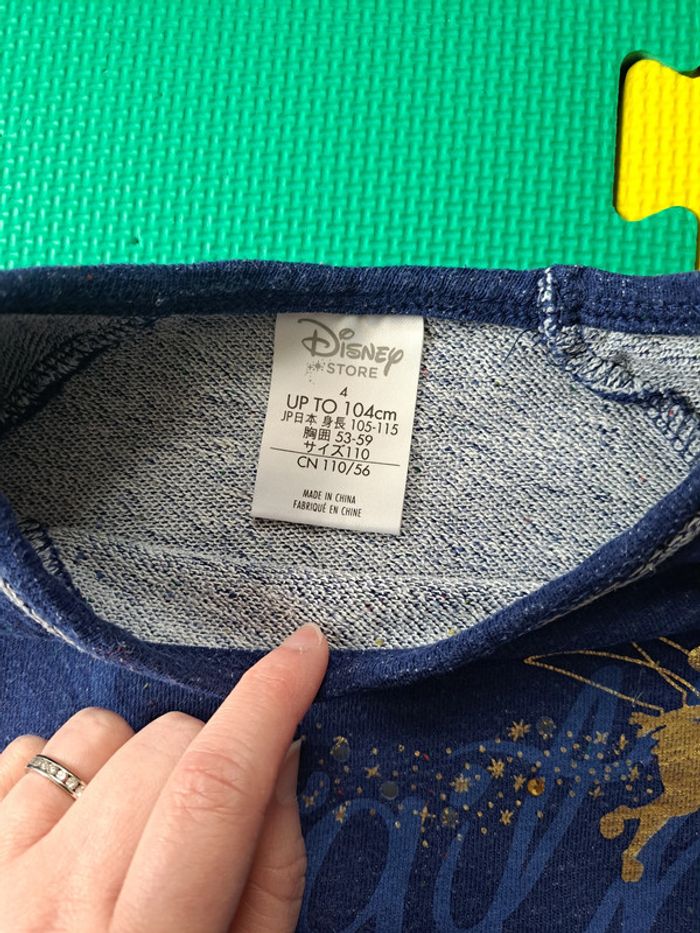 Disney
STORE
4
UP TO 104cm
JP日本 身長 105-115
胸囲 53-59
サイズ110
CN 110/56
MADE IN CHINA
FABRIQUÉ EN CHINE